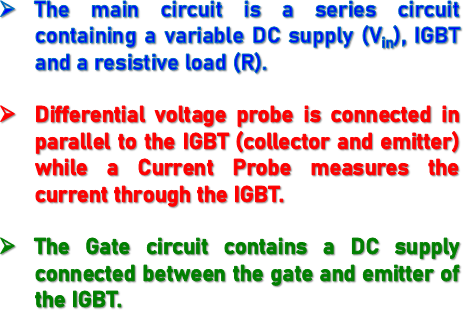 ➢ The main circuit is a series circuit
containing a variable DC supply (Vin), IGBT
and a resistive load (R).
➢ Differential voltage probe is connected in
parallel to the IGBT (collector and emitter)
while a Current Probe measures the
current through the IGBT.
➢ The Gate circuit contains a DC supply
connected between the gate and emitter of
the IGBT.